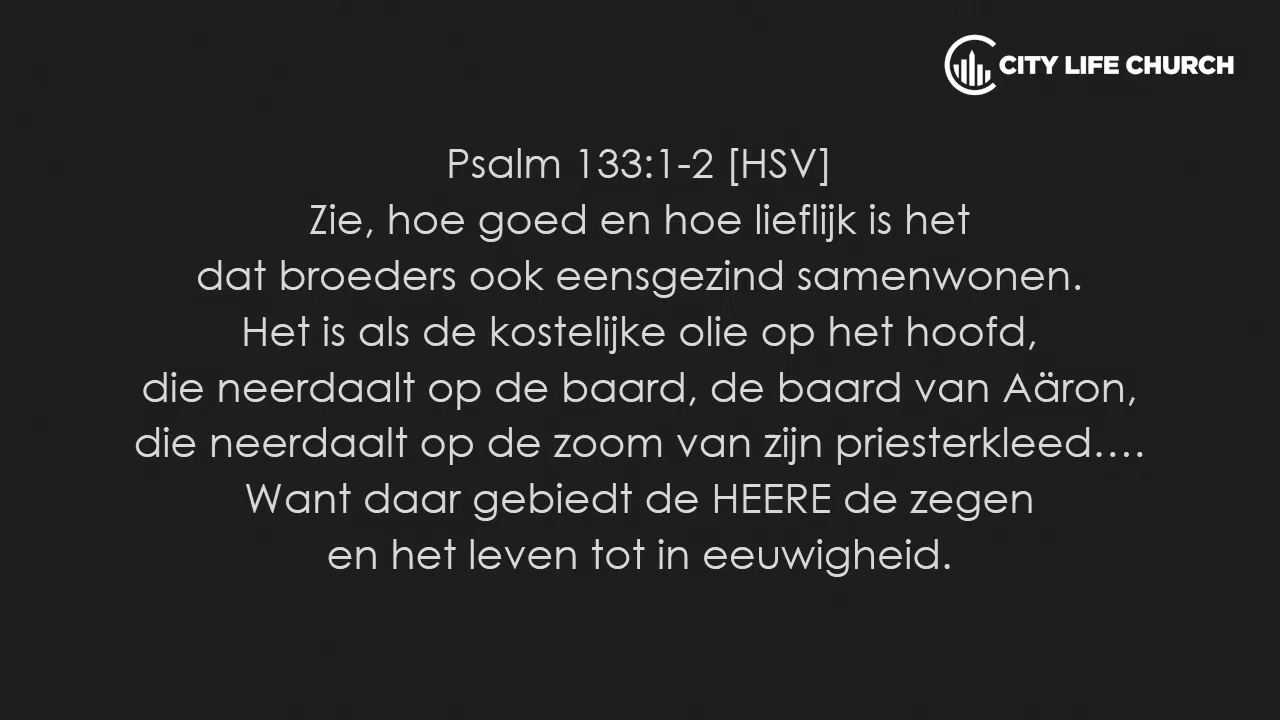 CITY LIFE CHURCH
Psalm 133:1-2 [HSV]
Zie, hoe goed en hoe lieflijk is het
dat broeders ook eensgezind samenwonen.
Het is als de kostelijke olie op het hoofd,
die neerdaalt op de baard, de baard van Aäron,
die neerdaalt op de zoom van zijn priesterkleed....
Want daar gebiedt de HEERE de zegen
en het leven tot in eeuwigheid.